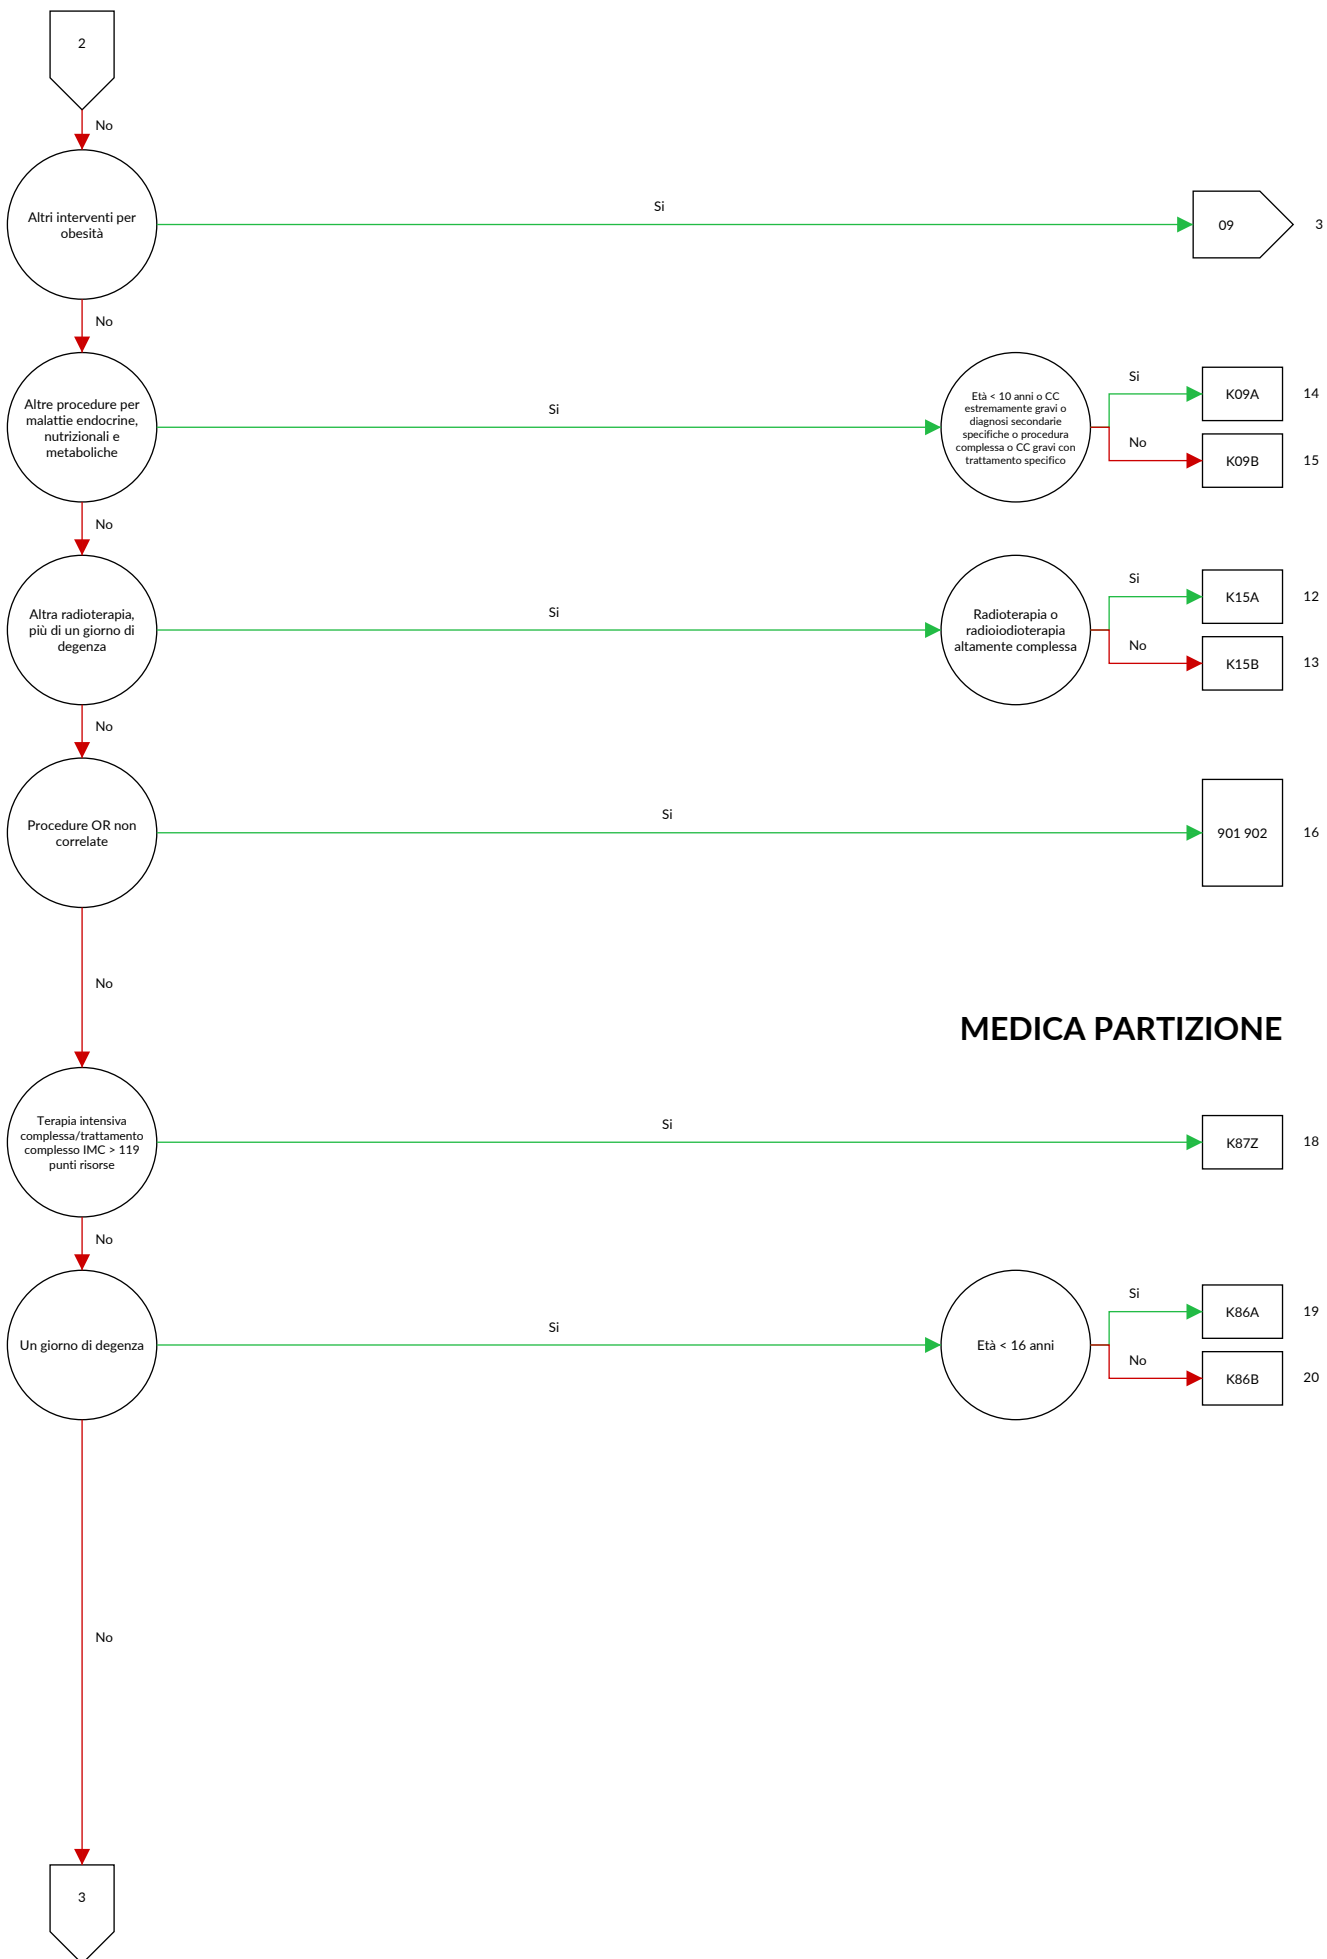 2
No
Altri interventi per
obesità
Si
09
3
No
Altre procedure per
malattie endocrine,
nutrizionali e
metaboliche
Si
Età < 10 anni o CC
estremamente gravi o
diagnosi secondarie
specifiche o procedura
complessa o CC gravi con
trattamento specifico
Si
K09A
14
No
K09B
15
No
Altra radioterapia,
più di un giorno di
degenza
Si
Radioterapia o
radioiodioterapia
altamente complessa
Si
K15A
12
No
K15B
13
No
Procedure OR non
correlate
Si
901 902
16
No
MEDICA PARTIZIONE
Terapia intensiva
complessa/trattamento
complesso IMC > 119
punti risorse
Si
K87Z
18
No
Un giorno di degenza
Si
Età < 16 anni
Si
K86A
19
No
K86B
20
No
3